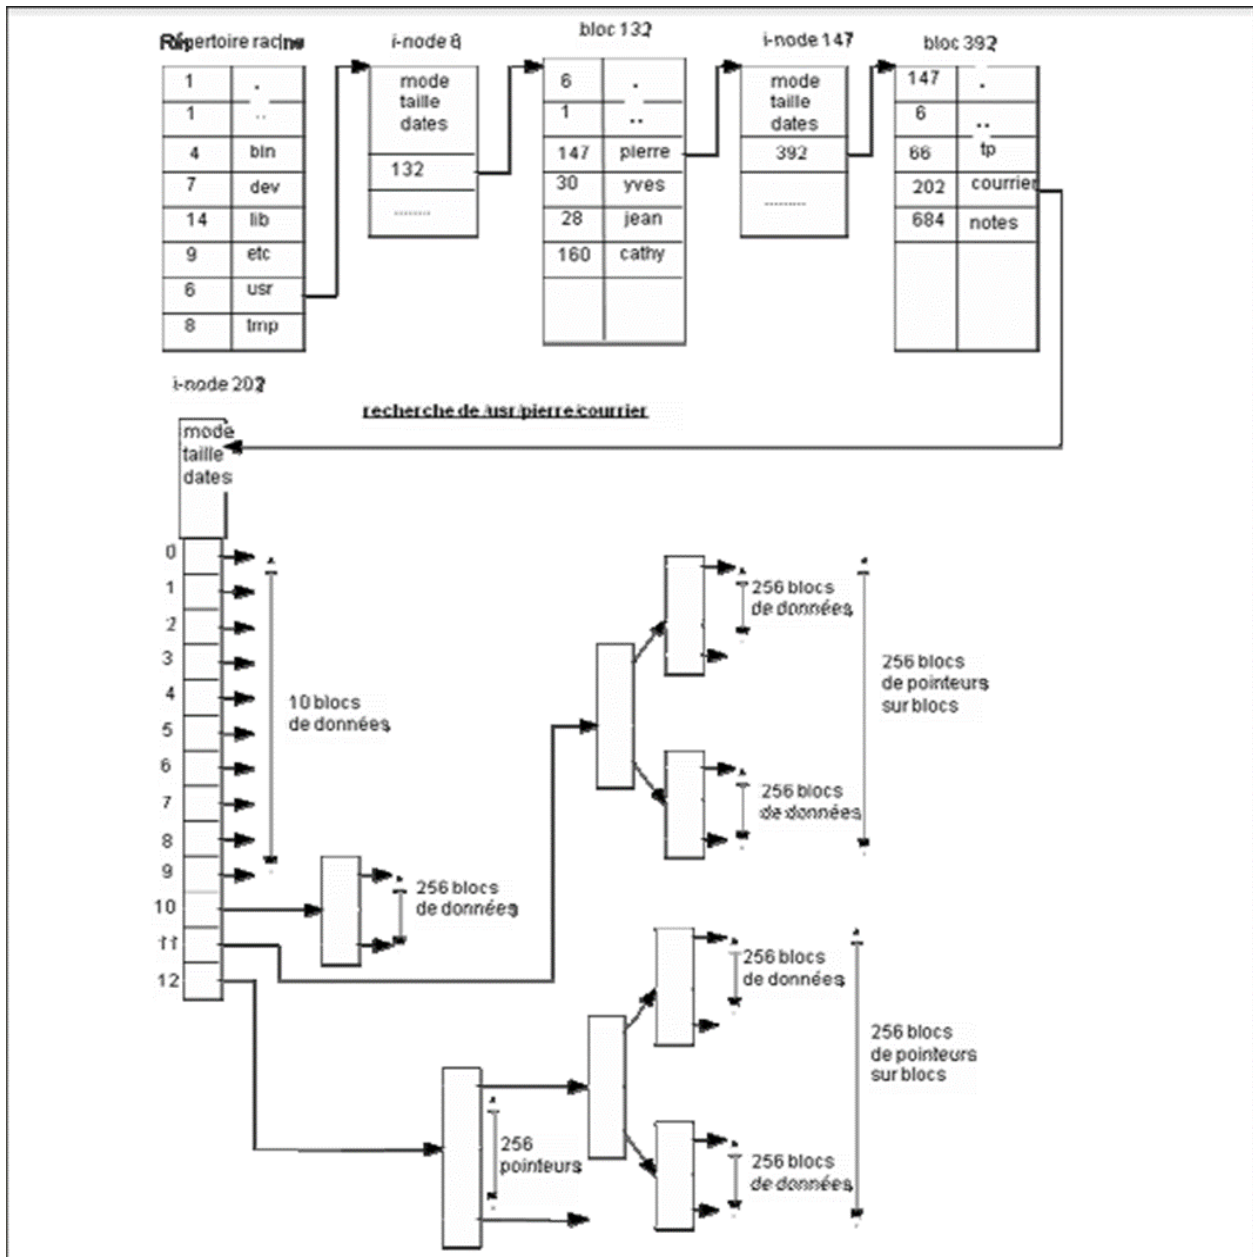 Répertoire racine
i-node 6
bloc 132
i-node 147
bloc 392
1 .
1 ..
4 bin
7 dev
14 lib
9 etc
6 usr
8 tmp
mode
taille
dates
132
........
6 .
1 ..
147 pierre
30 yves
28 jean
160 cathy
mode
taille
dates
392
........
147 .
6 ..
66 tp
202 courrier
684 notes
i-node 202
recherche de /usr/pierre/courrier
mode
taille
dates
0
1
2
3
4
5
6
7
8
9
10
11
12
10 blocs
de données
256 blocs
de données
256 blocs
de données
256 blocs
de données
256 blocs
de pointeurs
sur blocs
256 blocs
de données
256 blocs
de données
256 blocs
de pointeurs
sur blocs
256
pointeurs